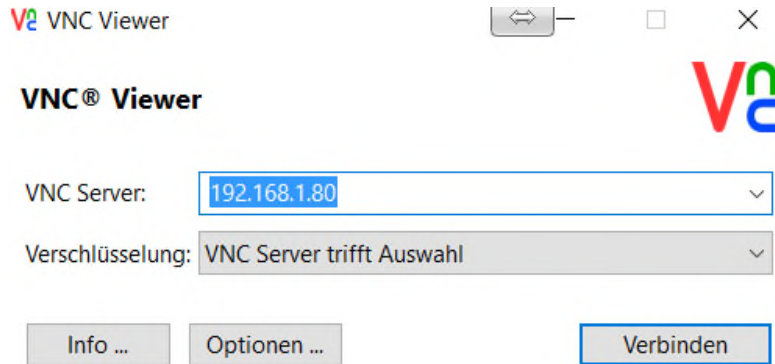 VNC Viewer
VNC® Viewer
VNC Server: 192.168.1.80
Verschlüsselung: VNC Server trifft Auswahl
Info ... Optionen ... Verbinden